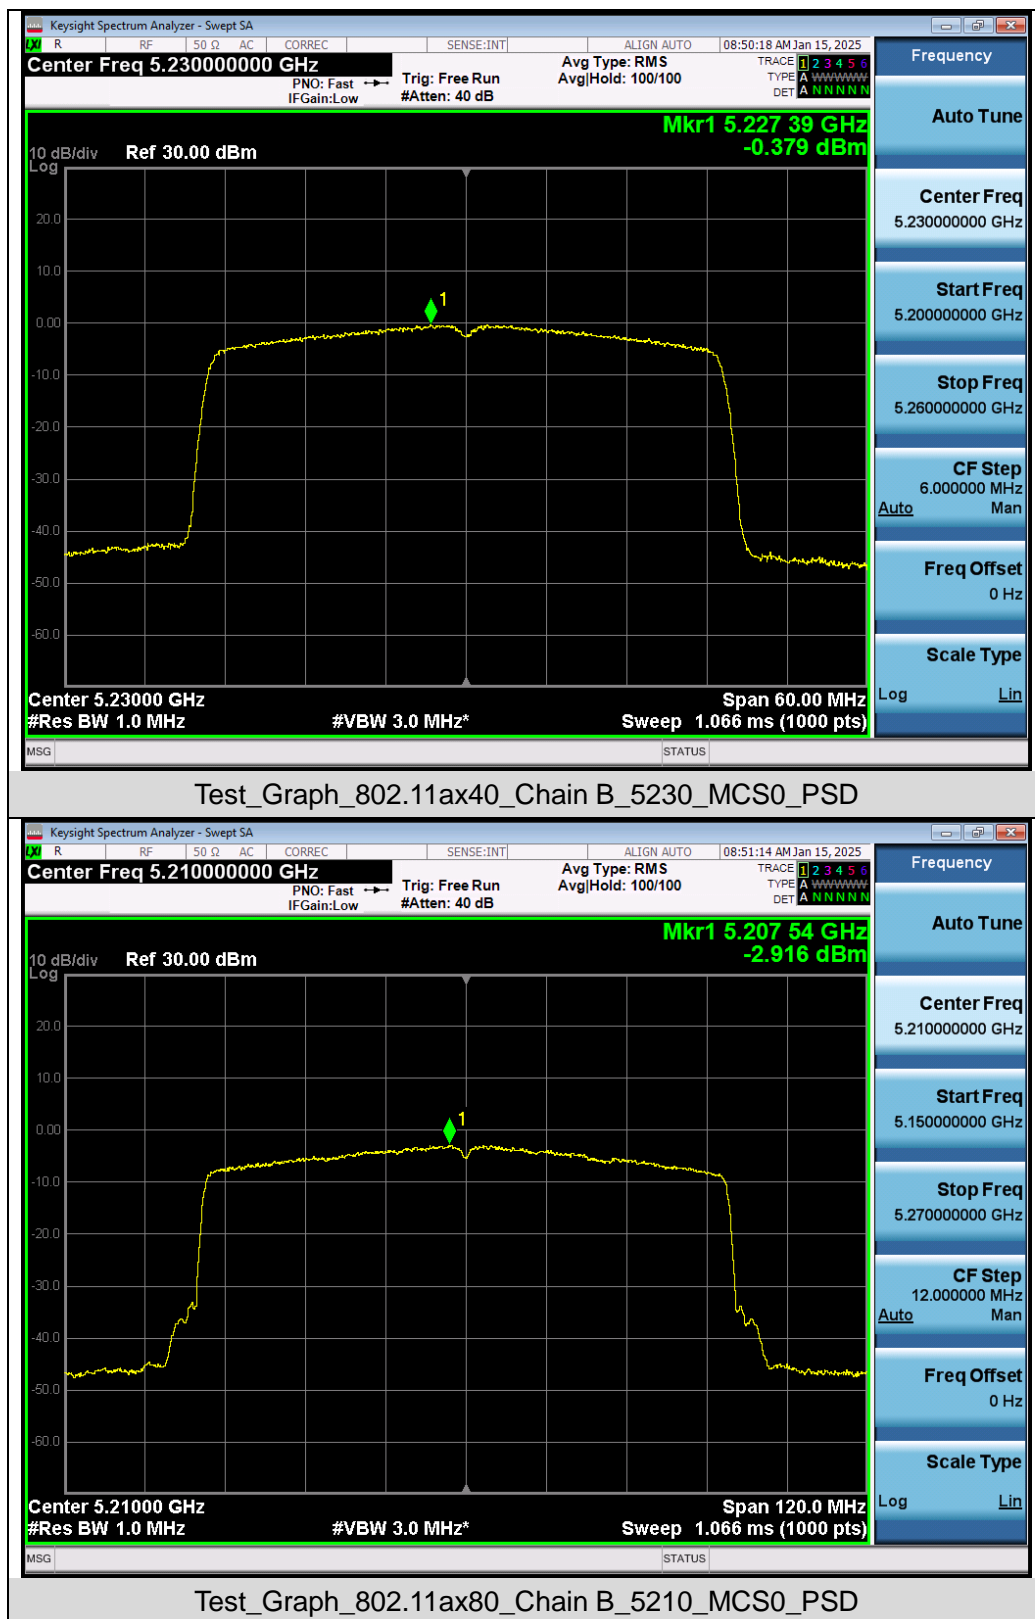 Keysight Spectrum Analyzer - Swept SA
LXI R RF 50 Ω AC CORREC SENSE:INT ALIGN AUTO 08:50:18 AM Jan 15, 2025
Center Freq 5.230000000 GHz
PNO: Fast
IFGain:Low
Trig: Free Run
#Atten: 40 dB
Avg Type: RMS
Avg|Hold: 100/100
TRACE 1 2 3 4 5 6
TYPE A WWWWW
DET A N N N N N
Mkr1 5.227 39 GHz
-0.379 dBm
10 dB/div Ref 30.00 dBm
Log
20.0
10.0
1
0.00
-10.0
-20.0
-30.0
-40.0
-50.0
-60.0
Center 5.23000 GHz Span 60.00 MHz
#Res BW 1.0 MHz #VBW 3.0 MHz* Sweep 1.066 ms (1000 pts)
MSG STATUS
Frequency
Auto Tune
Center Freq
5.230000000 GHz
Start Freq
5.200000000 GHz
Stop Freq
5.260000000 GHz
CF Step
6.000000 MHz
Auto Man
Freq Offset
0 Hz
Scale Type
Log Lin
Test_Graph_802.11ax40_Chain B_5230_MCS0_PSD
Keysight Spectrum Analyzer - Swept SA
LXI R RF 50 Ω AC CORREC SENSE:INT ALIGN AUTO 08:51:14 AM Jan 15, 2025
Center Freq 5.210000000 GHz
PNO: Fast
IFGain:Low
Trig: Free Run
#Atten: 40 dB
Avg Type: RMS
Avg|Hold: 100/100
TRACE 1 2 3 4 5 6
TYPE A WWWWW
DET A N N N N N
Mkr1 5.207 54 GHz
-2.916 dBm
10 dB/div Ref 30.00 dBm
Log
20.0
10.0
1
0.00
-10.0
-20.0
-30.0
-40.0
-50.0
-60.0
Center 5.21000 GHz Span 120.0 MHz
#Res BW 1.0 MHz #VBW 3.0 MHz* Sweep 1.066 ms (1000 pts)
MSG STATUS
Frequency
Auto Tune
Center Freq
5.210000000 GHz
Start Freq
5.150000000 GHz
Stop Freq
5.270000000 GHz
CF Step
12.000000 MHz
Auto Man
Freq Offset
0 Hz
Scale Type
Log Lin
Test_Graph_802.11ax80_Chain B_5210_MCS0_PSD